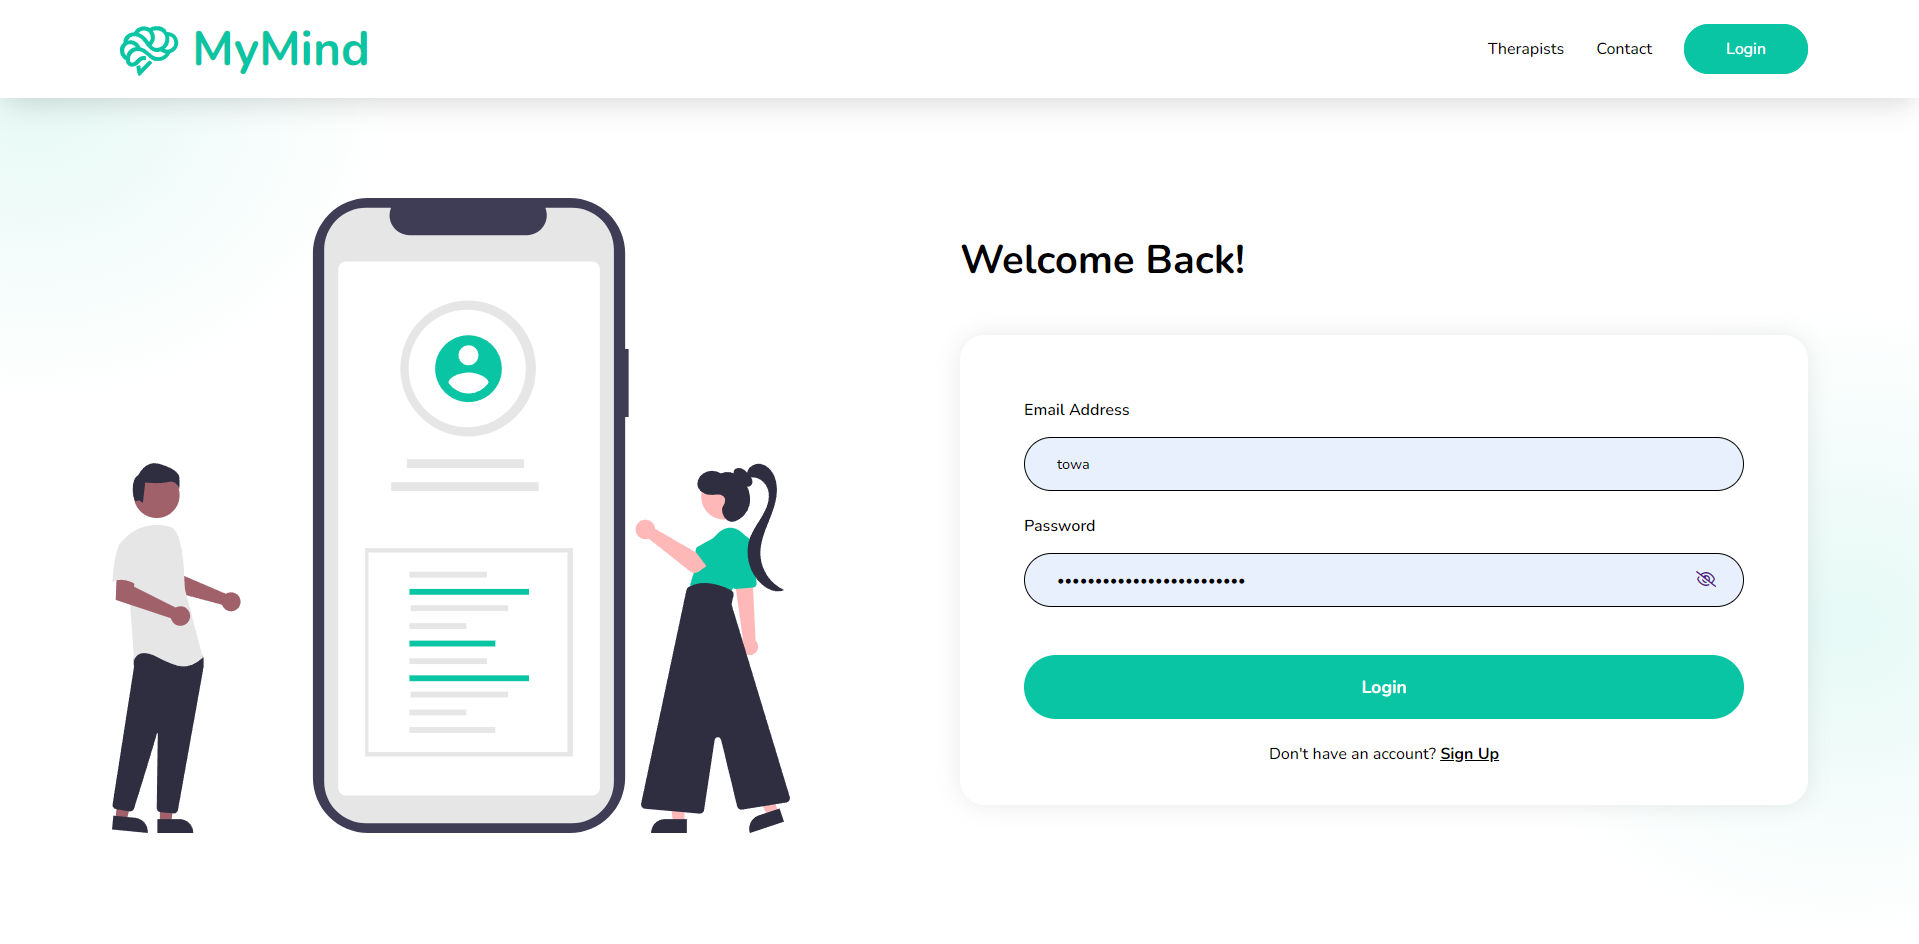 MyMind
Therapists
Contact
Login
Welcome Back!
Email Address
towa
Password
•••••••••••••••••••••••••
Login
Don't have an account? Sign Up